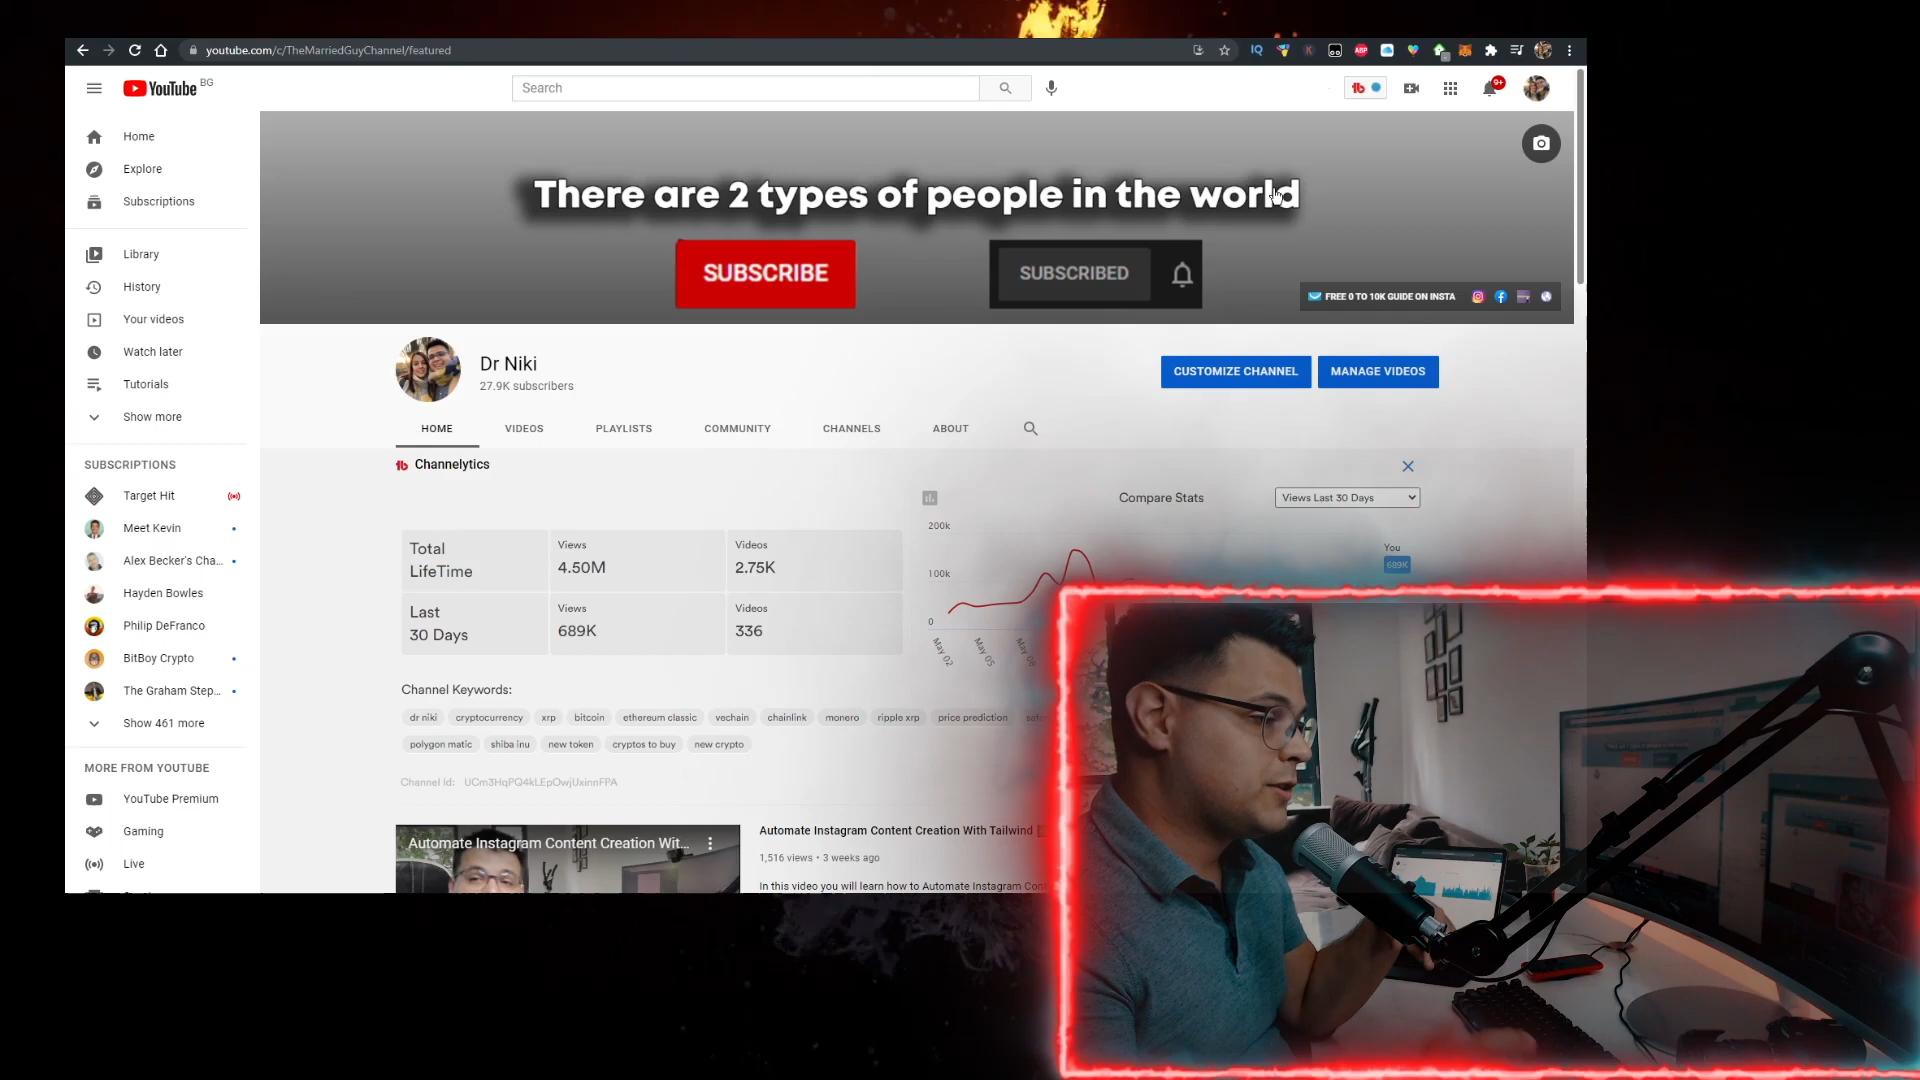 youtube.com/c/TheMarriedGuyChannel/featured
YouTube BG
Search
9+
Home
Explore
Subscriptions
Library
History
Your videos
Watch later
Tutorials
Show more
SUBSCRIPTIONS
Target Hit
Meet Kevin
Alex Becker's Cha...
Hayden Bowles
Philip DeFranco
BitBoy Crypto
The Graham Step...
Show 461 more
MORE FROM YOUTUBE
YouTube Premium
Gaming
Live
There are 2 types of people in the world
SUBSCRIBE
SUBSCRIBED
FREE 0 TO 10K GUIDE ON INSTA
Dr Niki
27.9K subscribers
CUSTOMIZE CHANNEL
MANAGE VIDEOS
HOME VIDEOS PLAYLISTS COMMUNITY CHANNELS ABOUT
Channelytics
Compare Stats
Views Last 30 Days
Total LifeTime
Views
4.50M
Videos
2.75K
Last 30 Days
Views
689K
Videos
336
200k
100k
0
May 02
May 05
May 08
You
689K
Channel Keywords:
dr niki cryptocurrency xrp bitcoin ethereum classic vechain chainlink monero ripple xrp price prediction
polygon matic shiba inu new token cryptos to buy new crypto
Channel Id: UCm3HqPQ4kLEpOwjUxinnFPA
Automate Instagram Content Creation Wit...
Automate Instagram Content Creation With Tailwind
1,516 views • 3 weeks ago
In this video you will learn how to Automate Instagram Con